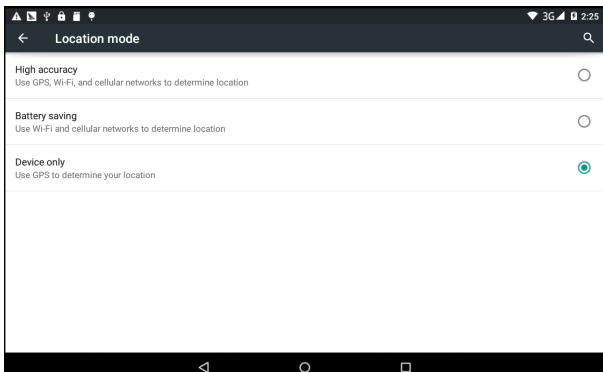 3G 2:25
Location mode
High accuracy
Use GPS, Wi-Fi, and cellular networks to determine location
Battery saving
Use Wi-Fi and cellular networks to determine location
Device only
Use GPS to determine your location